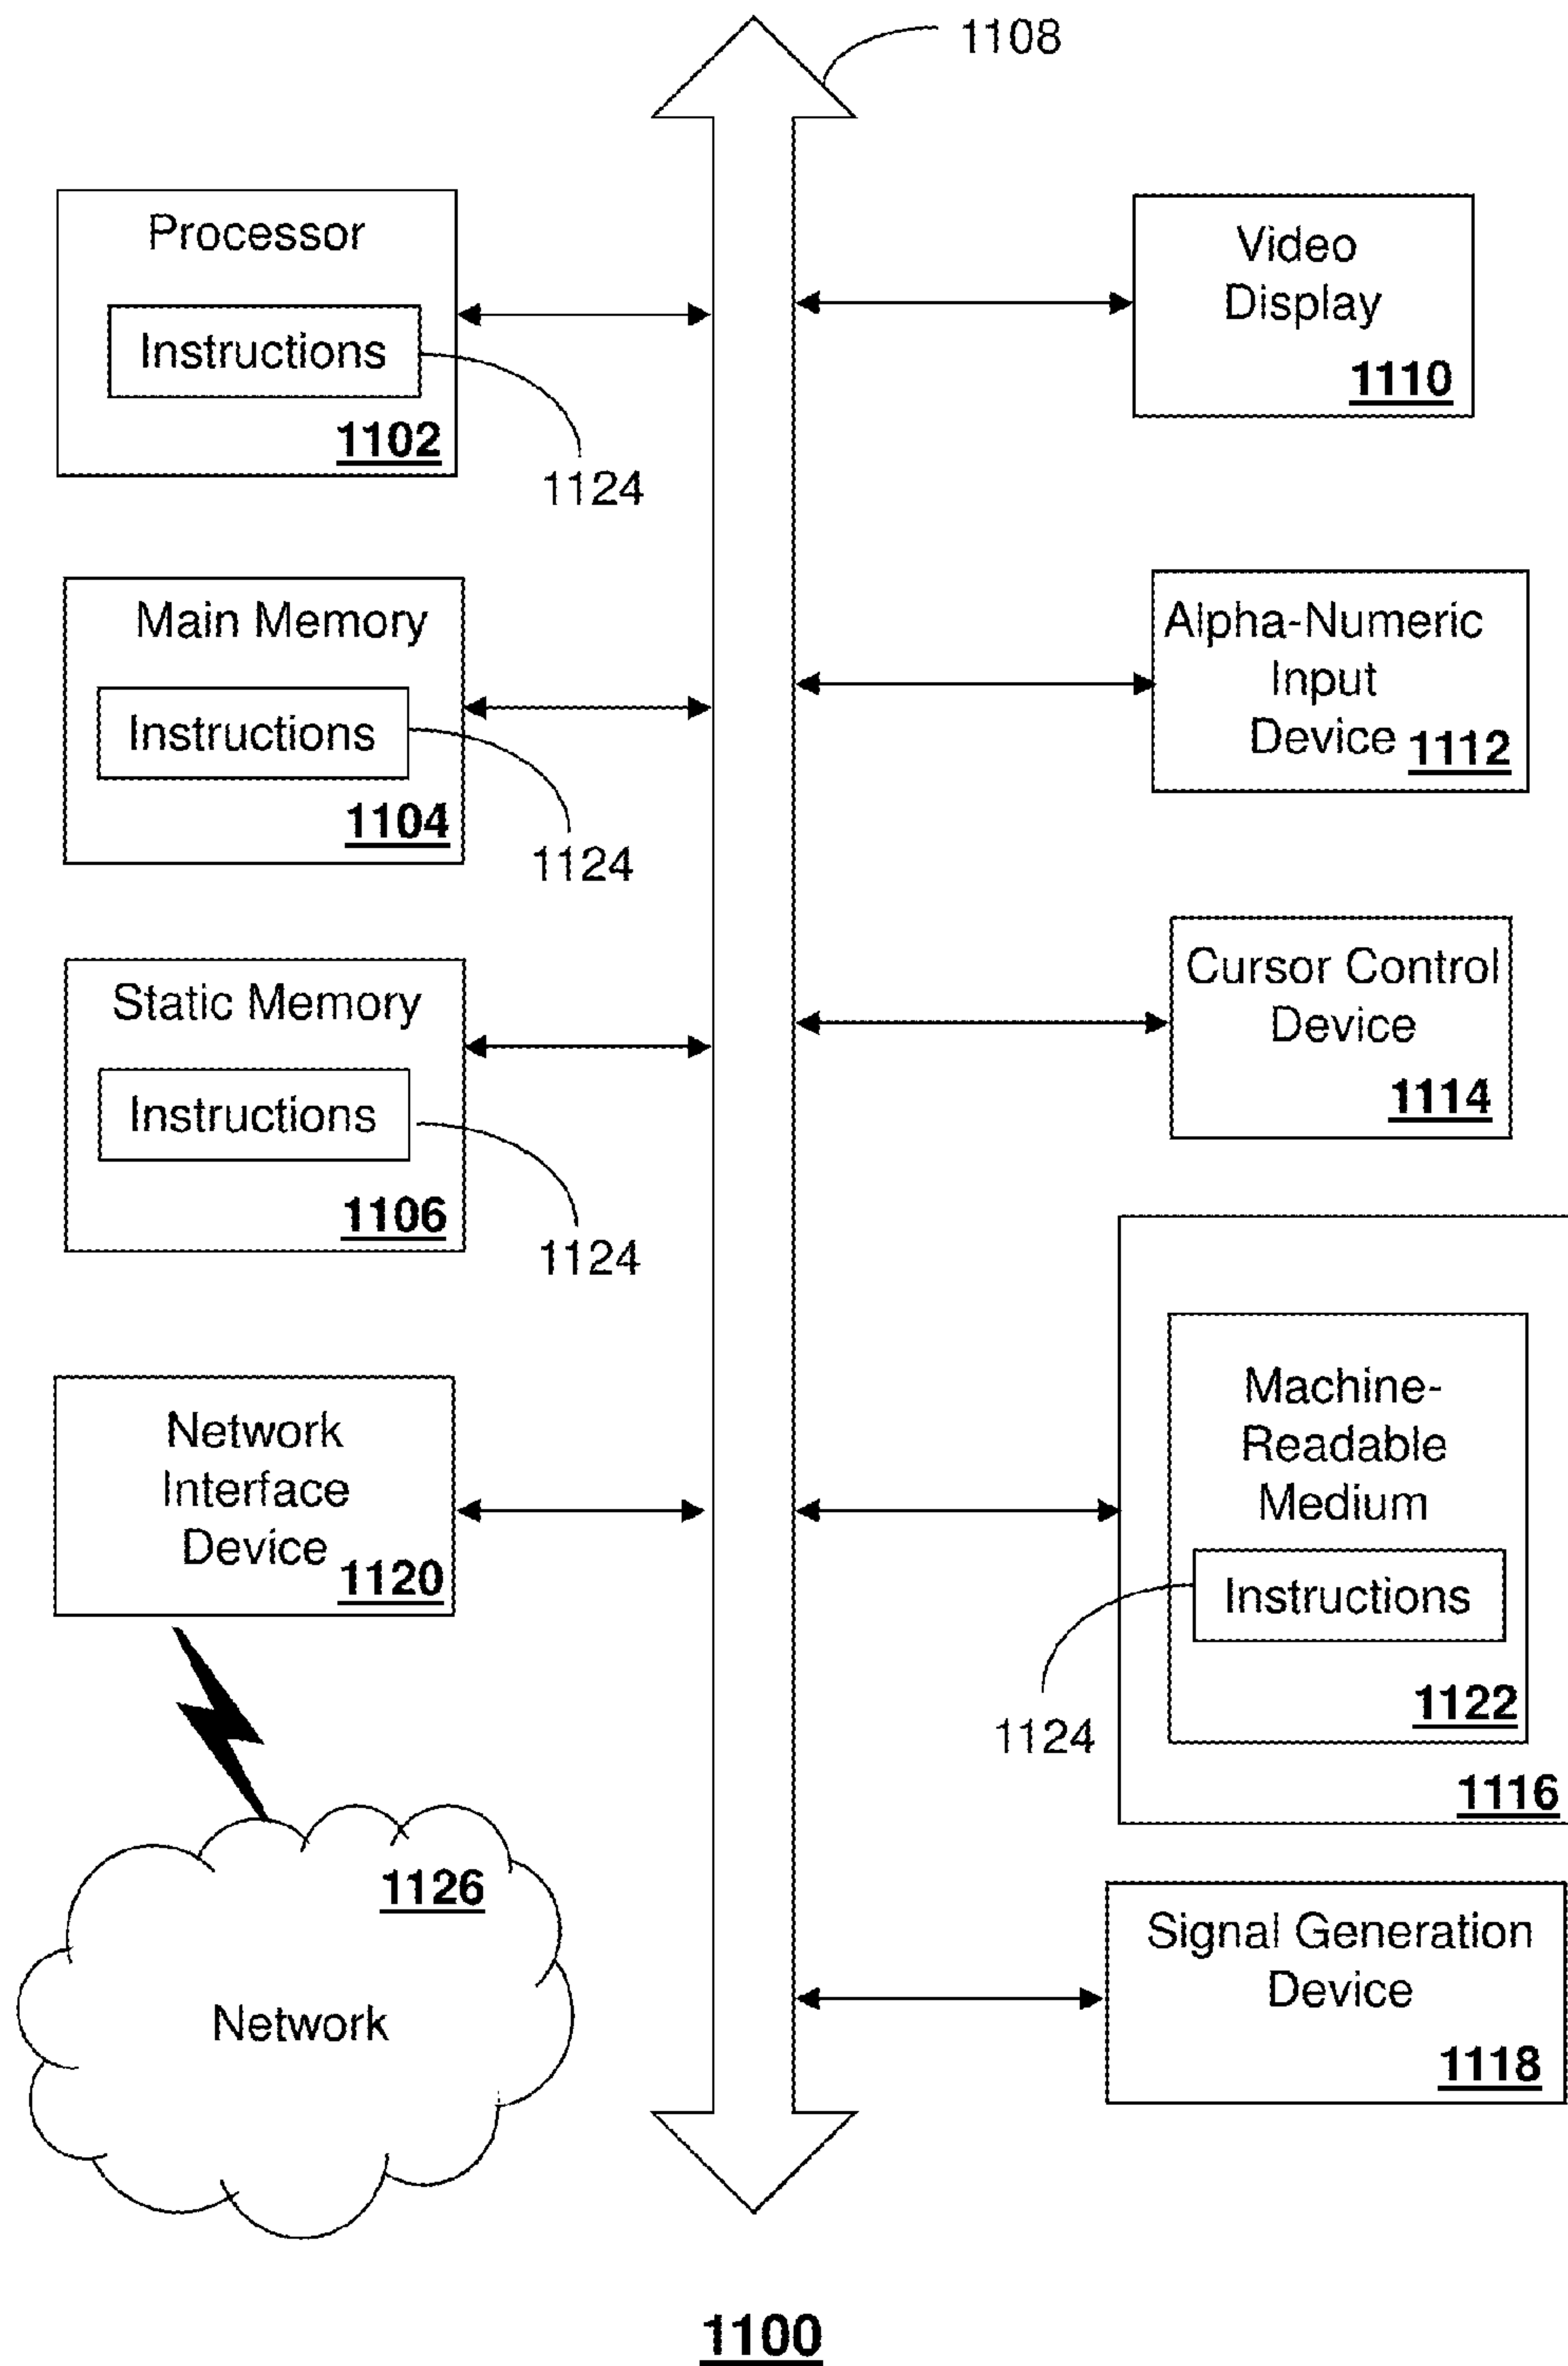 1108
Processor
Instructions
1102
1124
Main Memory
Instructions
1104
1124
Static Memory
Instructions
1106
1124
Network
Interface
Device
1120
1126
Network
Video
Display
1110
Alpha-Numeric
Input
Device 1112
Cursor Control
Device
1114
Machine-
Readable
Medium
Instructions
1124
1122
1116
Signal Generation
Device
1118
1100